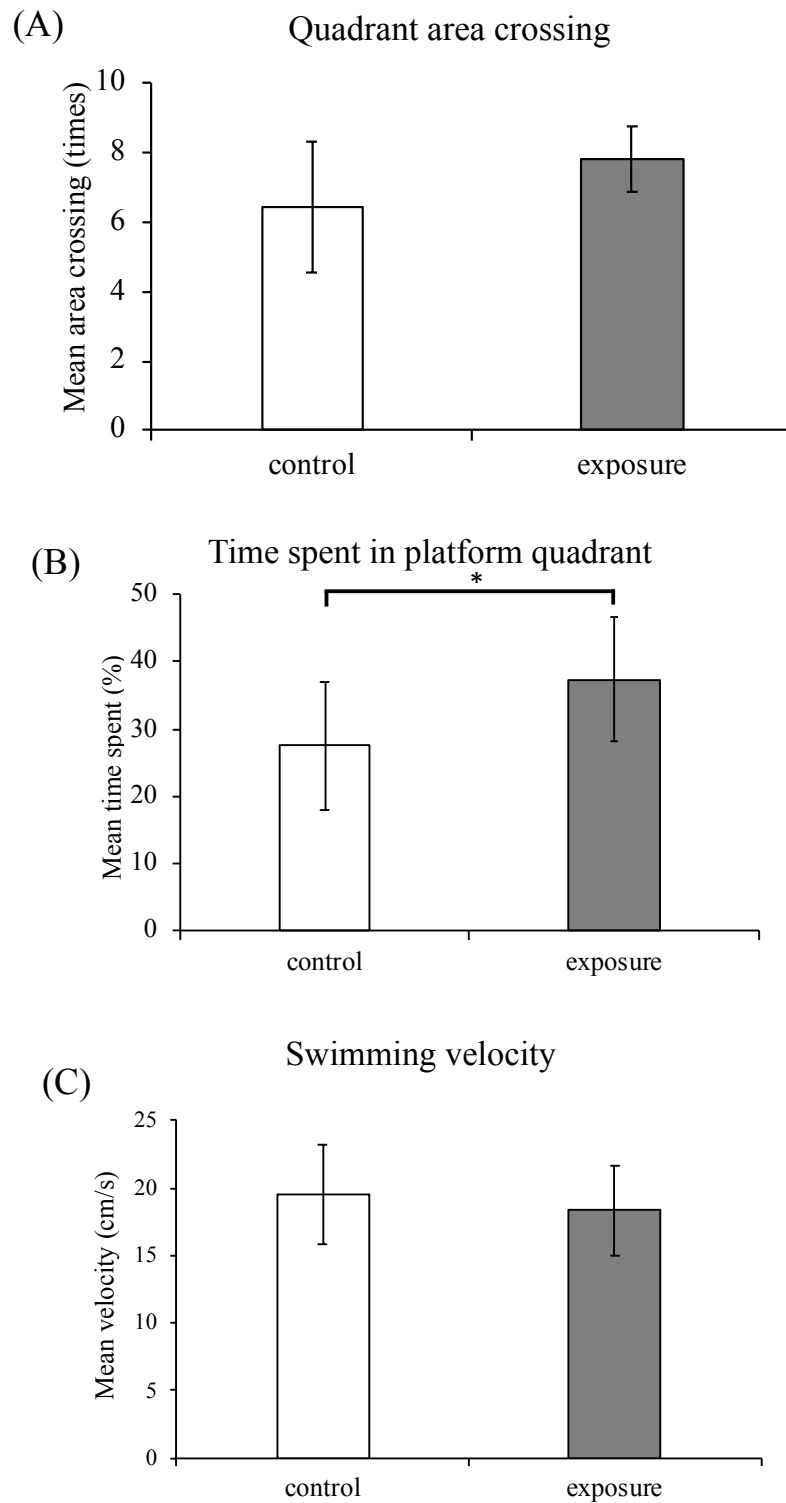 (A)
Quadrant area crossing
Mean area crossing (times)
10
8
6
4
2
0
control exposure
(B)
Time spent in platform quadrant
*
Mean time spent (%)
50
40
30
20
10
0
control exposure
Swimming velocity
(C)
Mean velocity (cm/s)
25
20
15
10
5
0
control exposure